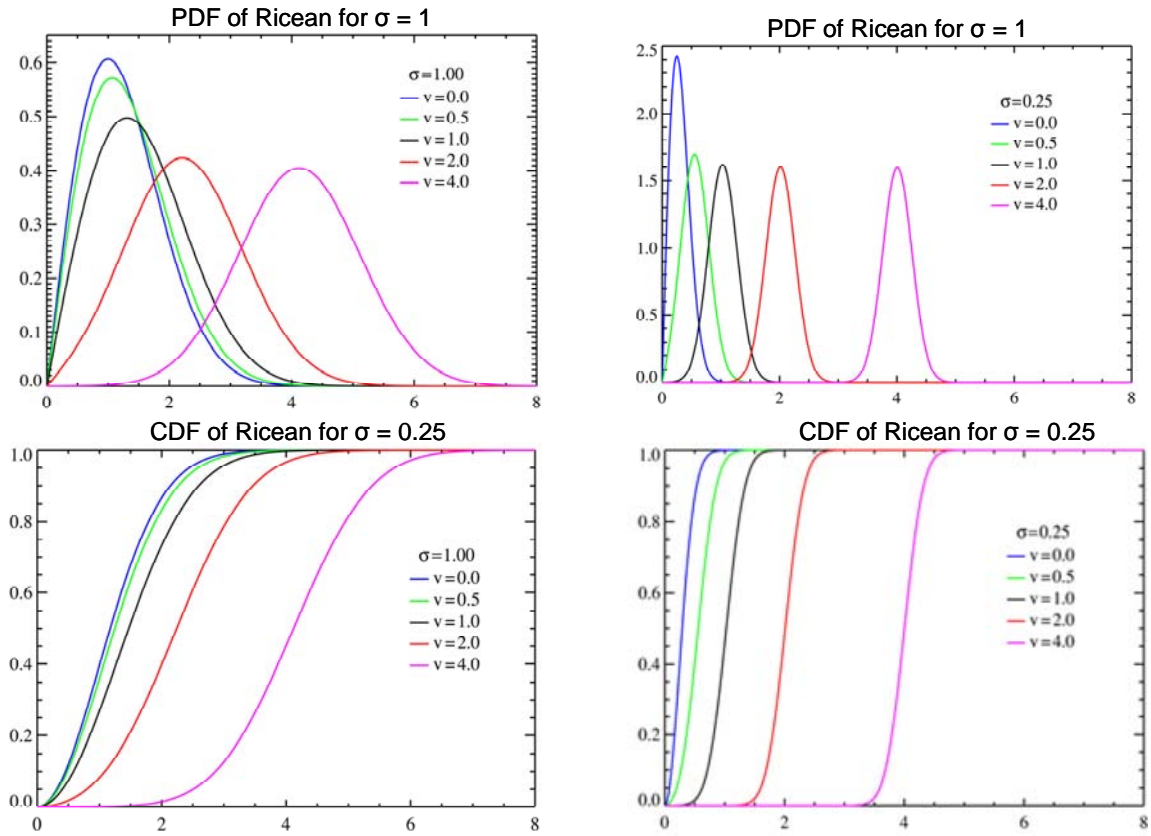 PDF of Ricean for σ = 1
0.6
0.5
0.4
0.3
0.2
0.1
0.0
0 2 4 6 8
σ=1.00
v=0.0
v=0.5
v=1.0
v=2.0
v=4.0
PDF of Ricean for σ = 1
2.5
2.0
1.5
1.0
0.5
0.0
0 2 4 6 8
σ=0.25
v=0.0
v=0.5
v=1.0
v=2.0
v=4.0
CDF of Ricean for σ = 0.25
1.0
0.8
0.6
0.4
0.2
0.0
0 2 4 6 8
σ=1.00
v=0.0
v=0.5
v=1.0
v=2.0
v=4.0
CDF of Ricean for σ = 0.25
1.0
0.8
0.6
0.4
0.2
0.0
0 2 4 6 8
σ=0.25
v=0.0
v=0.5
v=1.0
v=2.0
v=4.0